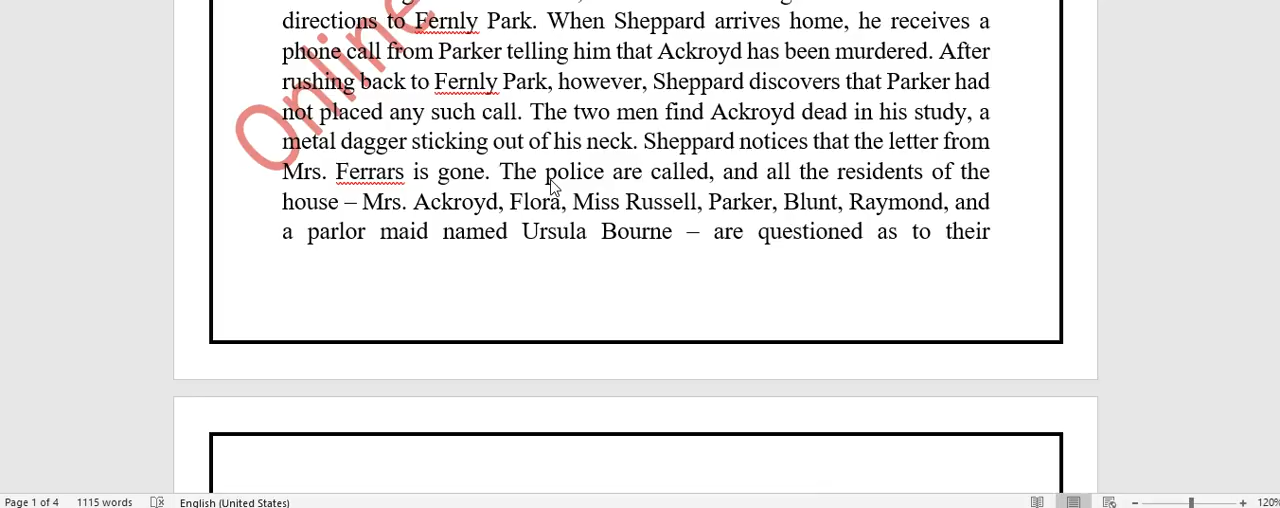 directions to Fernly Park. When Sheppard arrives home, he receives a
phone call from Parker telling him that Ackroyd has been murdered. After
rushing back to Fernly Park, however, Sheppard discovers that Parker had
not placed any such call. The two men find Ackroyd dead in his study, a
metal dagger sticking out of his neck. Sheppard notices that the letter from
Mrs. Ferrars is gone. The police are called, and all the residents of the
house – Mrs. Ackroyd, Flora, Miss Russell, Parker, Blunt, Raymond, and
a parlor maid named Ursula Bourne – are questioned as to their
Online
Page 1 of 4 1115 words English (United States) 120%